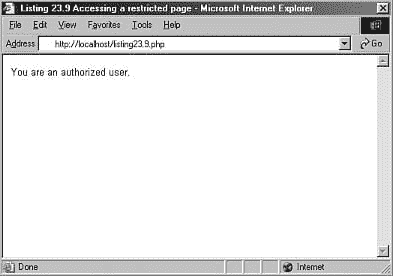 Listing 23.9 Accessing a restricted page - Microsoft Internet Explorer
File Edit View Favorites Tools Help
Address http://localhost/listing23.9.php Go
You are an authorized user.
Done Internet